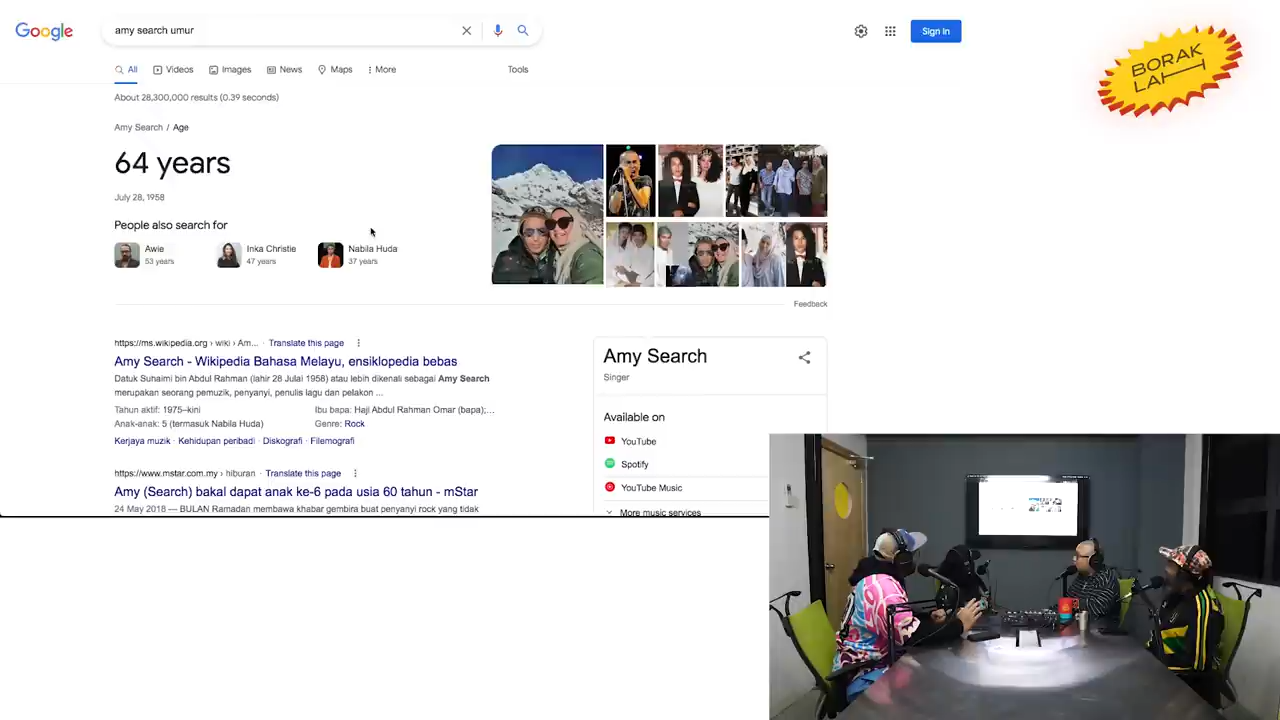 Google
amy search umur
Sign in
BORAK
LAH
All
Videos
Images
News
Maps
More
Tools
About 28,300,000 results (0.39 seconds)
Amy Search / Age
64 years
July 28, 1958
People also search for
Awie
53 years
Inka Christie
47 years
Nabila Huda
37 years
Feedback
https://ms.wikipedia.org › wiki › Am... · Translate this page
Amy Search - Wikipedia Bahasa Melayu, ensiklopedia bebas
Datuk Suhaimi bin Abdul Rahman (lahir 28 Julai 1958) atau lebih dikenali sebagai Amy Search
merupakan seorang pemuzik, penyanyi, penulis lagu dan pelakon ...
Tahun aktif: 1975–kini
Ibu bapa: Haji Abdul Rahman Omar (bapa);...
Anak-anak: 5 (termasuk Nabila Huda)
Genre: Rock
Kerjaya muzik · Kehidupan peribadi · Diskografi · Filemografi
https://www.mstar.com.my › hiburan · Translate this page
Amy (Search) bakal dapat anak ke-6 pada usia 60 tahun - mStar
24 May 2018 — BULAN Ramadan membawa khabar gembira buat penyanyi rock yang tidak
Amy Search
Singer
Available on
YouTube
Spotify
YouTube Music
More music services